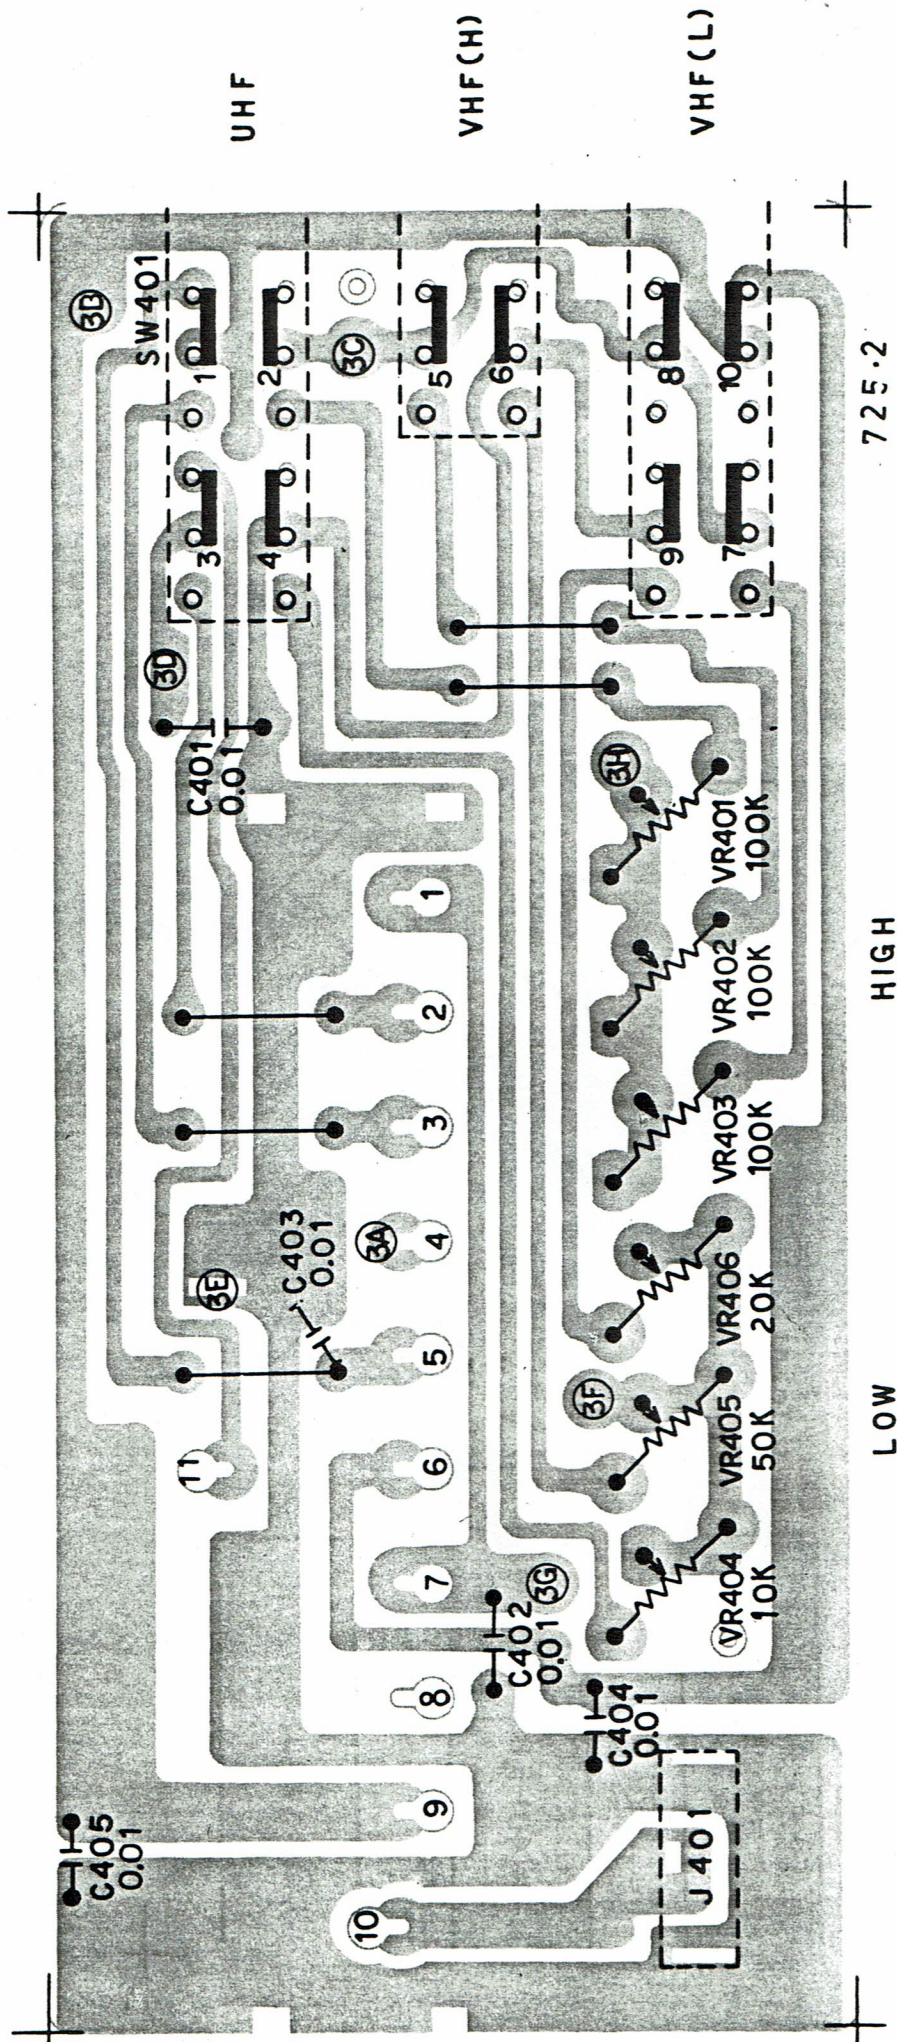 UHF
VHF(H)
VHF(L)
3B
SW401
1
2
3C
5
6
8
10
3
4
9
7
725·2
3D
C401
0.01
3H
VR401
100K
1
VR402
100K
HIGH
2
VR403
100K
3
3E
C403
0.01
3A
4
VR406
20K
5
3F
VR405
50K
LOW
11
6
7
3G
VR404
10K
C402
0.01
8
C404
0.01
9
C405
0.01
10
J401